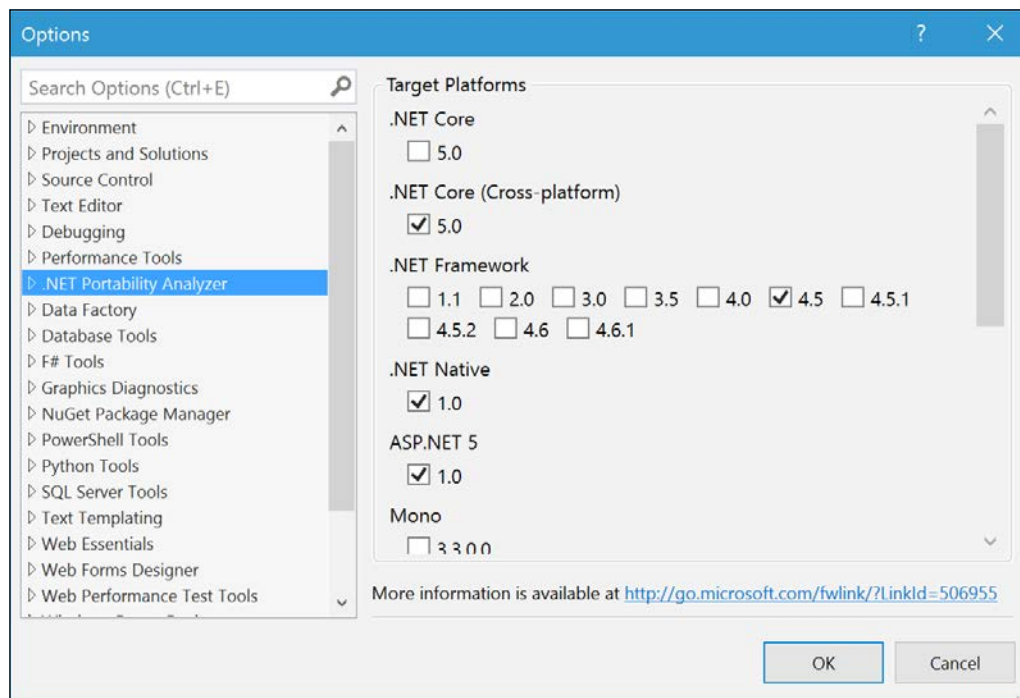 Options
Search Options (Ctrl+E)
Environment
Projects and Solutions
Source Control
Text Editor
Debugging
Performance Tools
.NET Portability Analyzer
Data Factory
Database Tools
F# Tools
Graphics Diagnostics
NuGet Package Manager
PowerShell Tools
Python Tools
SQL Server Tools
Text Templating
Web Essentials
Web Forms Designer
Web Performance Test Tools
Target Platforms
.NET Core
5.0
.NET Core (Cross-platform)
5.0
.NET Framework
1.1 2.0 3.0 3.5 4.0 4.5 4.5.1
4.5.2 4.6 4.6.1
.NET Native
1.0
ASP.NET 5
1.0
Mono
3.3.0.0
More information is available at http://go.microsoft.com/fwlink/?LinkId=506955
OK Cancel